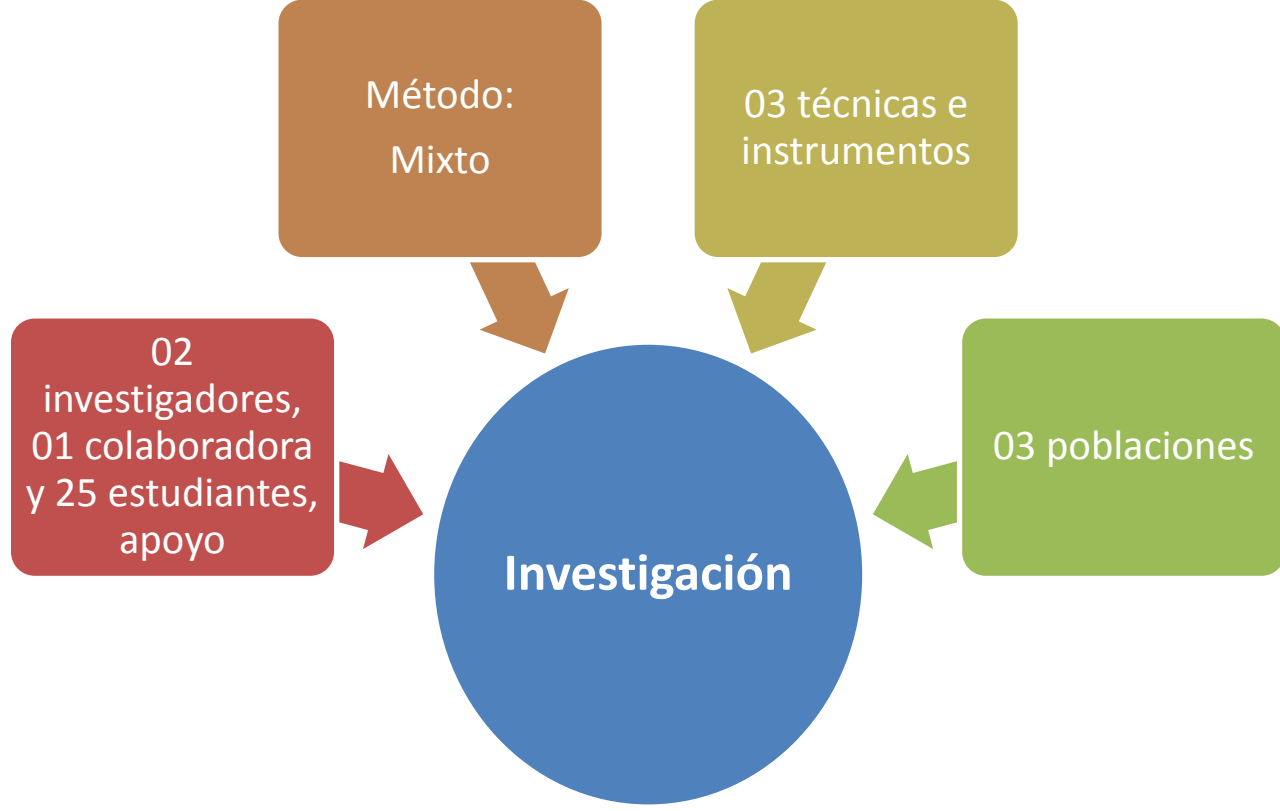 Método:
Mixto
03 técnicas e
instrumentos
02
investigadores,
01 colaboradora
y 25 estudiantes,
apoyo
03 poblaciones
Investigación